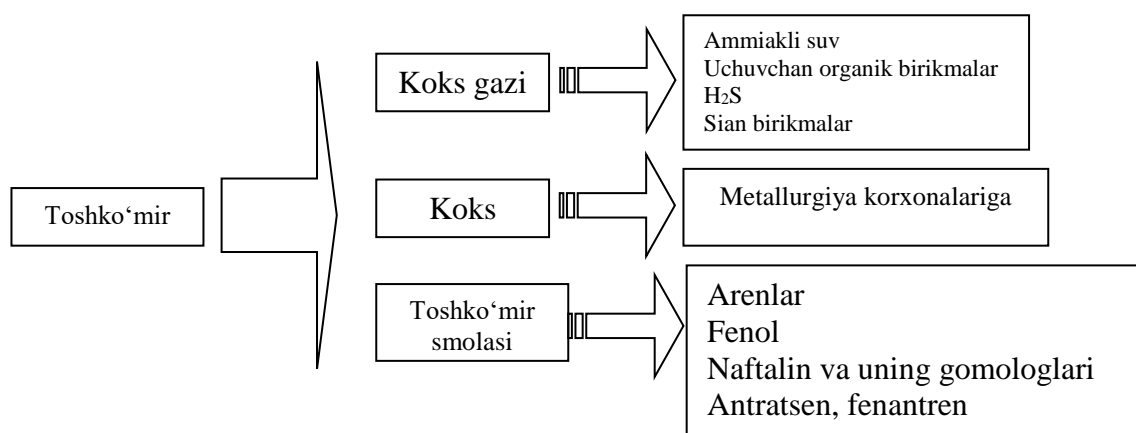 Toshko‘mir
Koks gazi
Ammiakli suv
Uchuvchan organik birikmalar
H₂S
Sian birikmalar
Koks
Metallurgiya korxonalariga
Toshko‘mir
smolasi
Arenlar
Fenol
Naftalin va uning gomologlari
Antratsen, fenantren